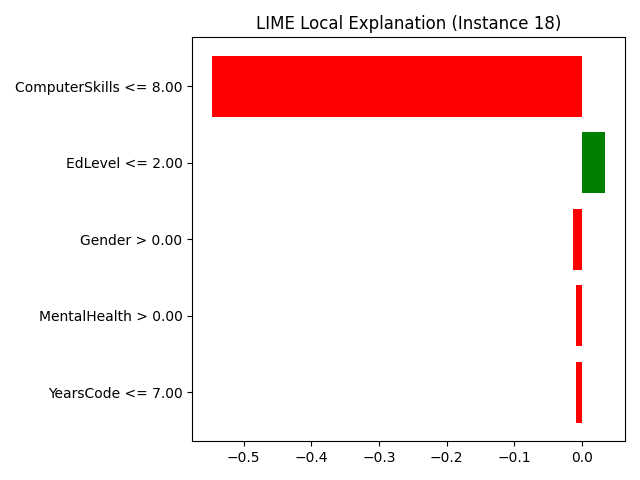 LIME Local Explanation (Instance 18)
ComputerSkills <= 8.00
EdLevel <= 2.00
Gender > 0.00
MentalHealth > 0.00
YearsCode <= 7.00
−0.5 −0.4 −0.3 −0.2 −0.1 0.0